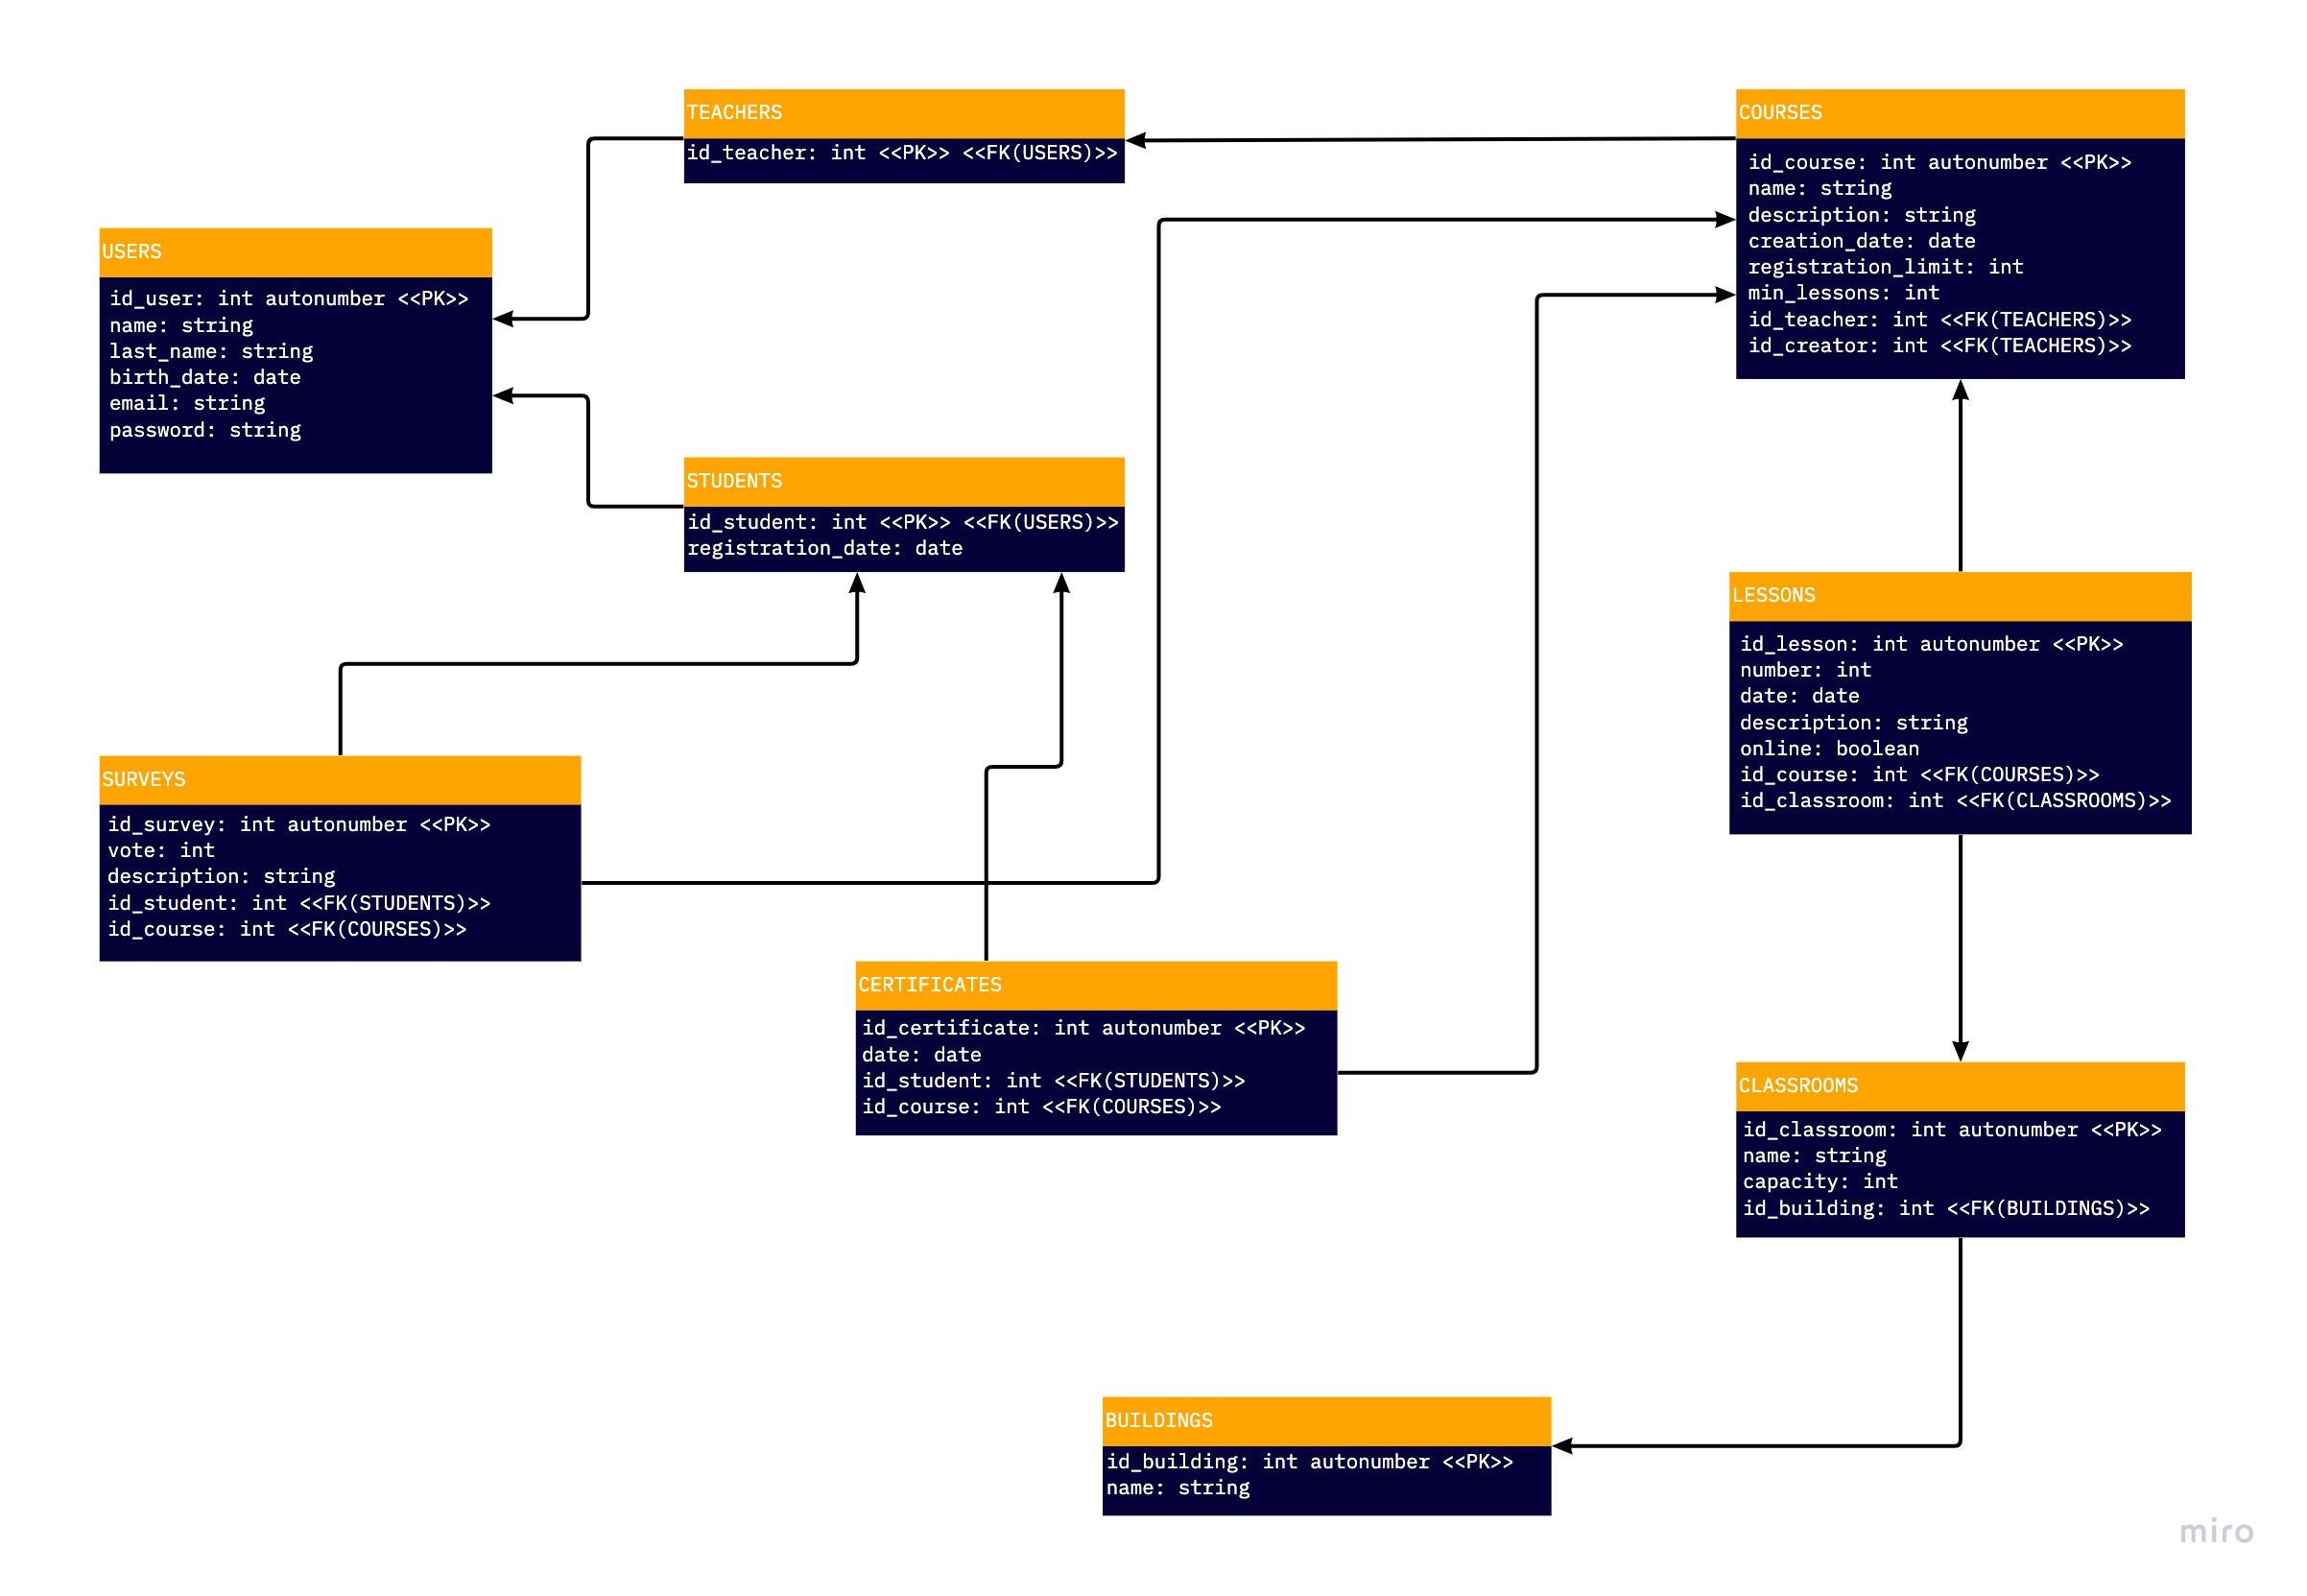 TEACHERS
id_teacher: int <<PK>> <<FK(USERS)>>
COURSES
id_course: int autonumber <<PK>>
name: string
description: string
creation_date: date
registration_limit: int
min_lessons: int
id_teacher: int <<FK(TEACHERS)>>
id_creator: int <<FK(TEACHERS)>>
USERS
id_user: int autonumber <<PK>>
name: string
last_name: string
birth_date: date
email: string
password: string
STUDENTS
id_student: int <<PK>> <<FK(USERS)>>
registration_date: date
LESSONS
id_lesson: int autonumber <<PK>>
number: int
date: date
description: string
online: boolean
id_course: int <<FK(COURSES)>>
id_classroom: int <<FK(CLASSROOMS)>>
SURVEYS
id_survey: int autonumber <<PK>>
vote: int
description: string
id_student: int <<FK(STUDENTS)>>
id_course: int <<FK(COURSES)>>
CERTIFICATES
id_certificate: int autonumber <<PK>>
date: date
id_student: int <<FK(STUDENTS)>>
id_course: int <<FK(COURSES)>>
CLASSROOMS
id_classroom: int autonumber <<PK>>
name: string
capacity: int
id_building: int <<FK(BUILDINGS)>>
BUILDINGS
id_building: int autonumber <<PK>>
name: string
miro